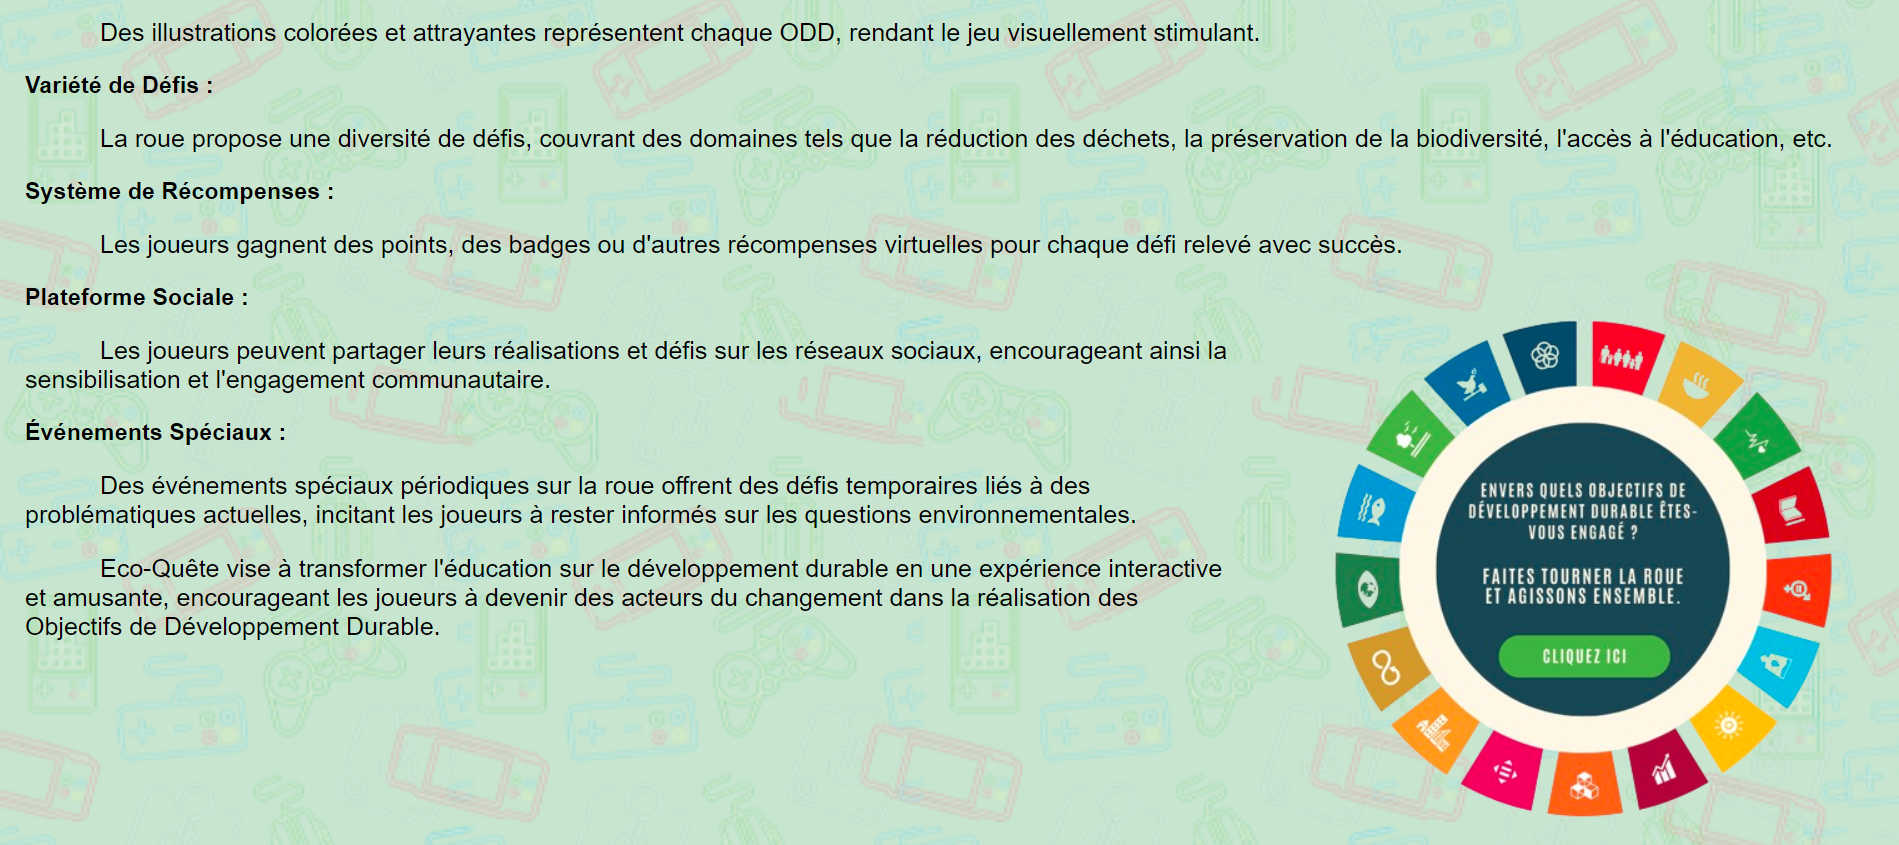 Des illustrations colorées et attrayantes représentent chaque ODD, rendant le jeu visuellement stimulant.
Variété de Défis :
La roue propose une diversité de défis, couvrant des domaines tels que la réduction des déchets, la préservation de la biodiversité, l'accès à l'éducation, etc.
Système de Récompenses :
Les joueurs gagnent des points, des badges ou d'autres récompenses virtuelles pour chaque défi relevé avec succès.
Plateforme Sociale :
Les joueurs peuvent partager leurs réalisations et défis sur les réseaux sociaux, encourageant ainsi la
sensibilisation et l'engagement communautaire.
Événements Spéciaux :
Des événements spéciaux périodiques sur la roue offrent des défis temporaires liés à des
problématiques actuelles, incitant les joueurs à rester informés sur les questions environnementales.
Eco-Quête vise à transformer l'éducation sur le développement durable en une expérience interactive
et amusante, encourageant les joueurs à devenir des acteurs du changement dans la réalisation des
Objectifs de Développement Durable.
ENVERS QUELS OBJECTIFS DE
DÉVELOPPEMENT DURABLE ÊTES-
VOUS ENGAGÉ ?
FAITES TOURNER LA ROUE
ET AGISSONS ENSEMBLE.
CLIQUEZ ICI